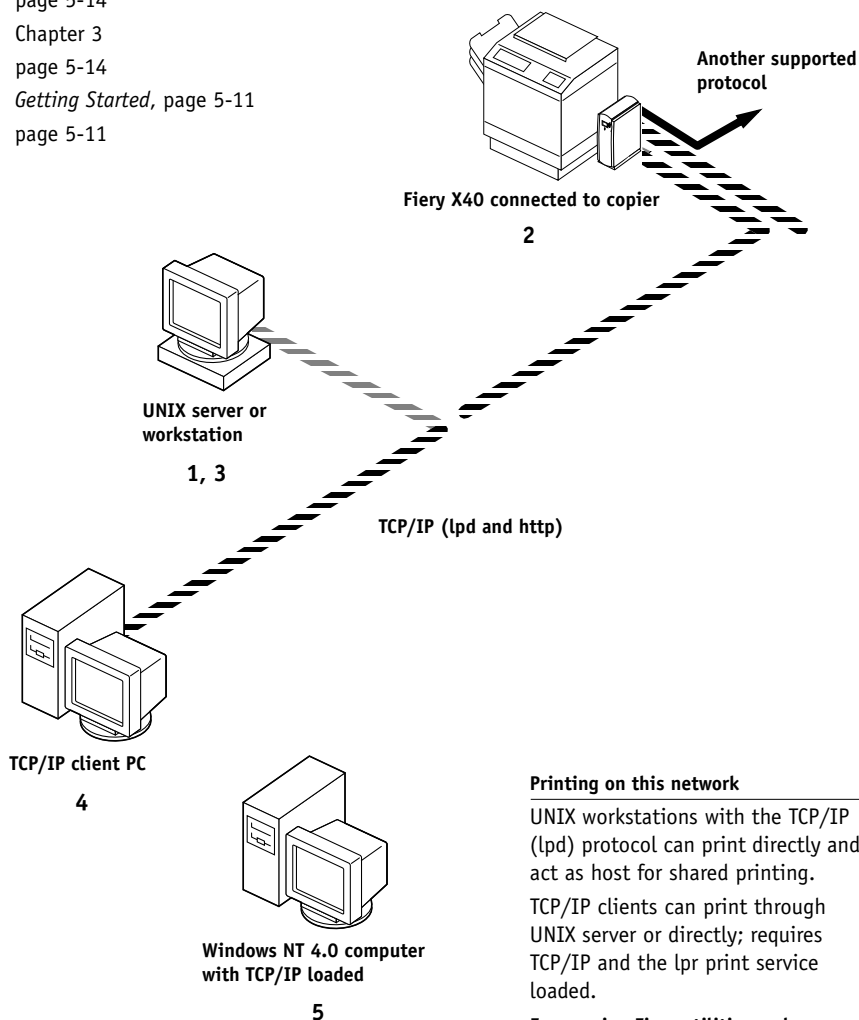 page 5-14
Chapter 3
page 5-14
Getting Started, page 5-11
page 5-11
Another supported
protocol
Fiery X40 connected to copier
2
UNIX server or
workstation
1, 3
TCP/IP (lpd and http)
TCP/IP client PC
4
Windows NT 4.0 computer
with TCP/IP loaded
5
Printing on this network
UNIX workstations with the TCP/IP
(lpd) protocol can print directly and
act as host for shared printing.
TCP/IP clients can print through
UNIX server or directly; requires
TCP/IP and the lpr print service
loaded.